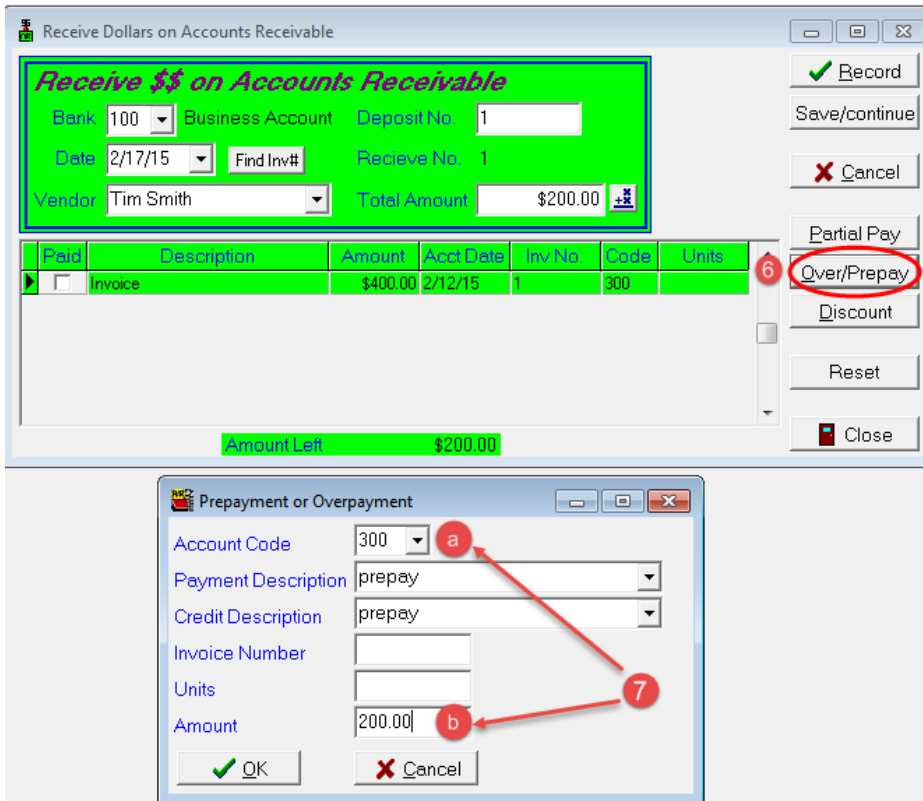 Receive Dollars on Accounts Receivable
Receive $$ on Accounts Receivable
Bank 100 Business Account Deposit No. 1
Date 2/17/15 Find Inv# Recieve No. 1
Vendor Tim Smith Total Amount $200.00
Record
Save/continue
Cancel
Partial Pay
6 Over/Prepay
Discount
Reset
Close
Paid Description Amount Acct Date Inv No. Code Units
Invoice $400.00 2/12/15 1 300
Amount Left $200.00
Prepayment or Overpayment
Account Code 300 a
Payment Description prepay
Credit Description prepay
Invoice Number
Units
7
Amount 200.00 b
OK Cancel